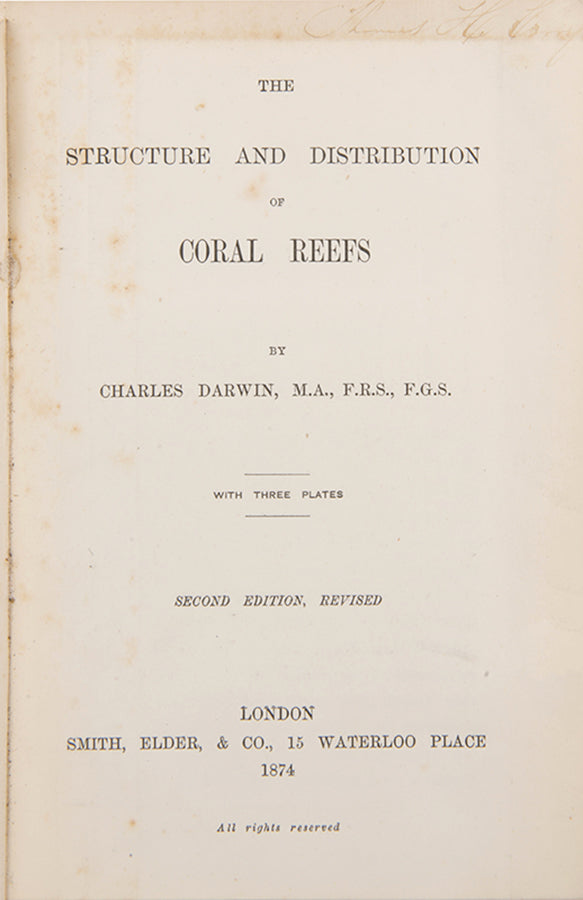 Thomas H.
THE
STRUCTURE AND DISTRIBUTION
OF
CORAL REEFS
BY
CHARLES DARWIN, M.A., F.R.S., F.G.S.
WITH THREE PLATES
SECOND EDITION, REVISED
LONDON
SMITH, ELDER, & CO., 15 WATERLOO PLACE
1874
All rights reserved